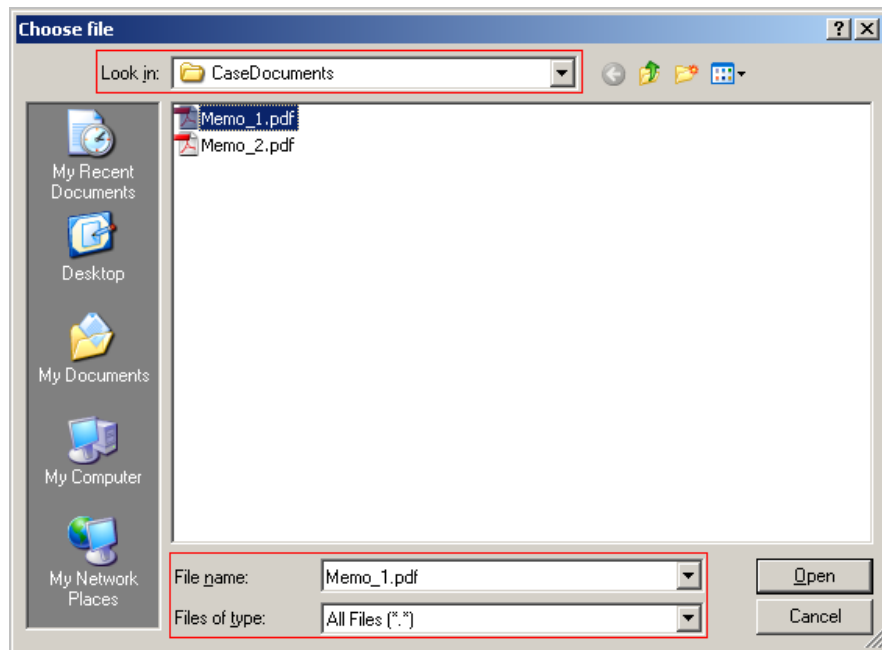 Choose file
Look in:
CaseDocuments
My Recent
Documents
Desktop
My Documents
My Computer
My Network
Places
Memo_1.pdf
Memo_2.pdf
File name:
Memo_1.pdf
Open
Files of type:
All Files (*.*)
Cancel